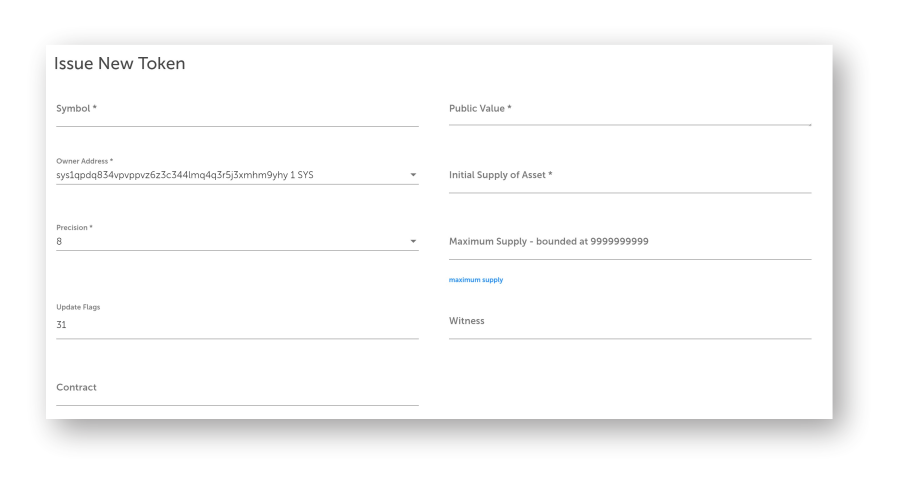 Issue New Token
Symbol *
Public Value *
Owner Address *
sys1qpdq834vpvppvz6z3c344lmq4q3r5j3xmhm9yhy 1 SYS
Initial Supply of Asset *
Precision *
8
Maximum Supply - bounded at 9999999999
maximum supply
Update Flags
31
Witness
Contract